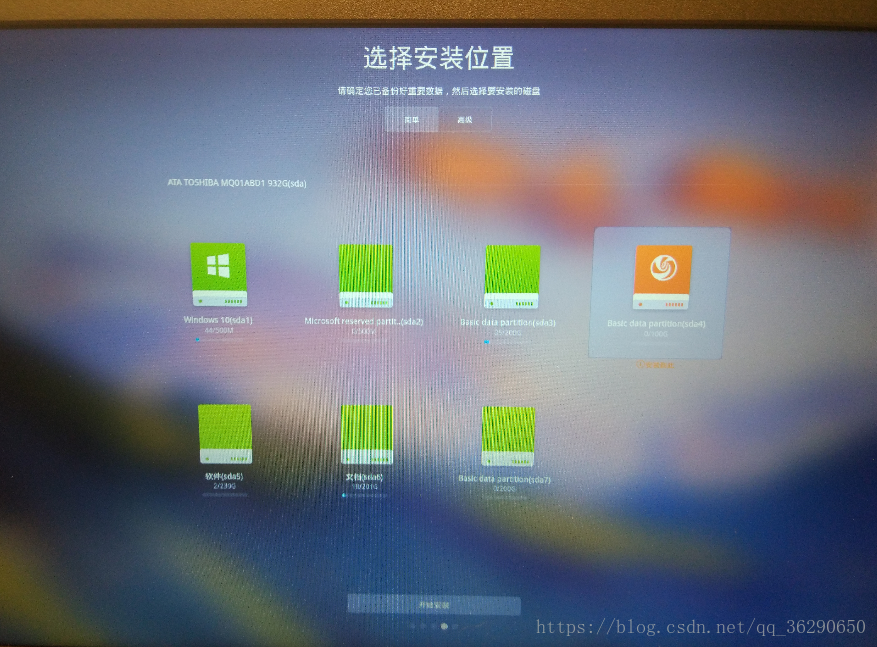 选择安装位置
请确定您已备份好重要数据，然后选择要安装的磁盘
简单 高级
ATA TOSHIBA MQ01ABD1 932G(sda)
Windows 10(sda1)
Microsoft reserved partit..(sda2)
Basic data partition(sda3)
Basic data partition(sda4)
软件(sda5)
2/239G
文档(sda6)
Basic data partition(sda7)
开始安装
https://blog.csdn.net/qq_36290650